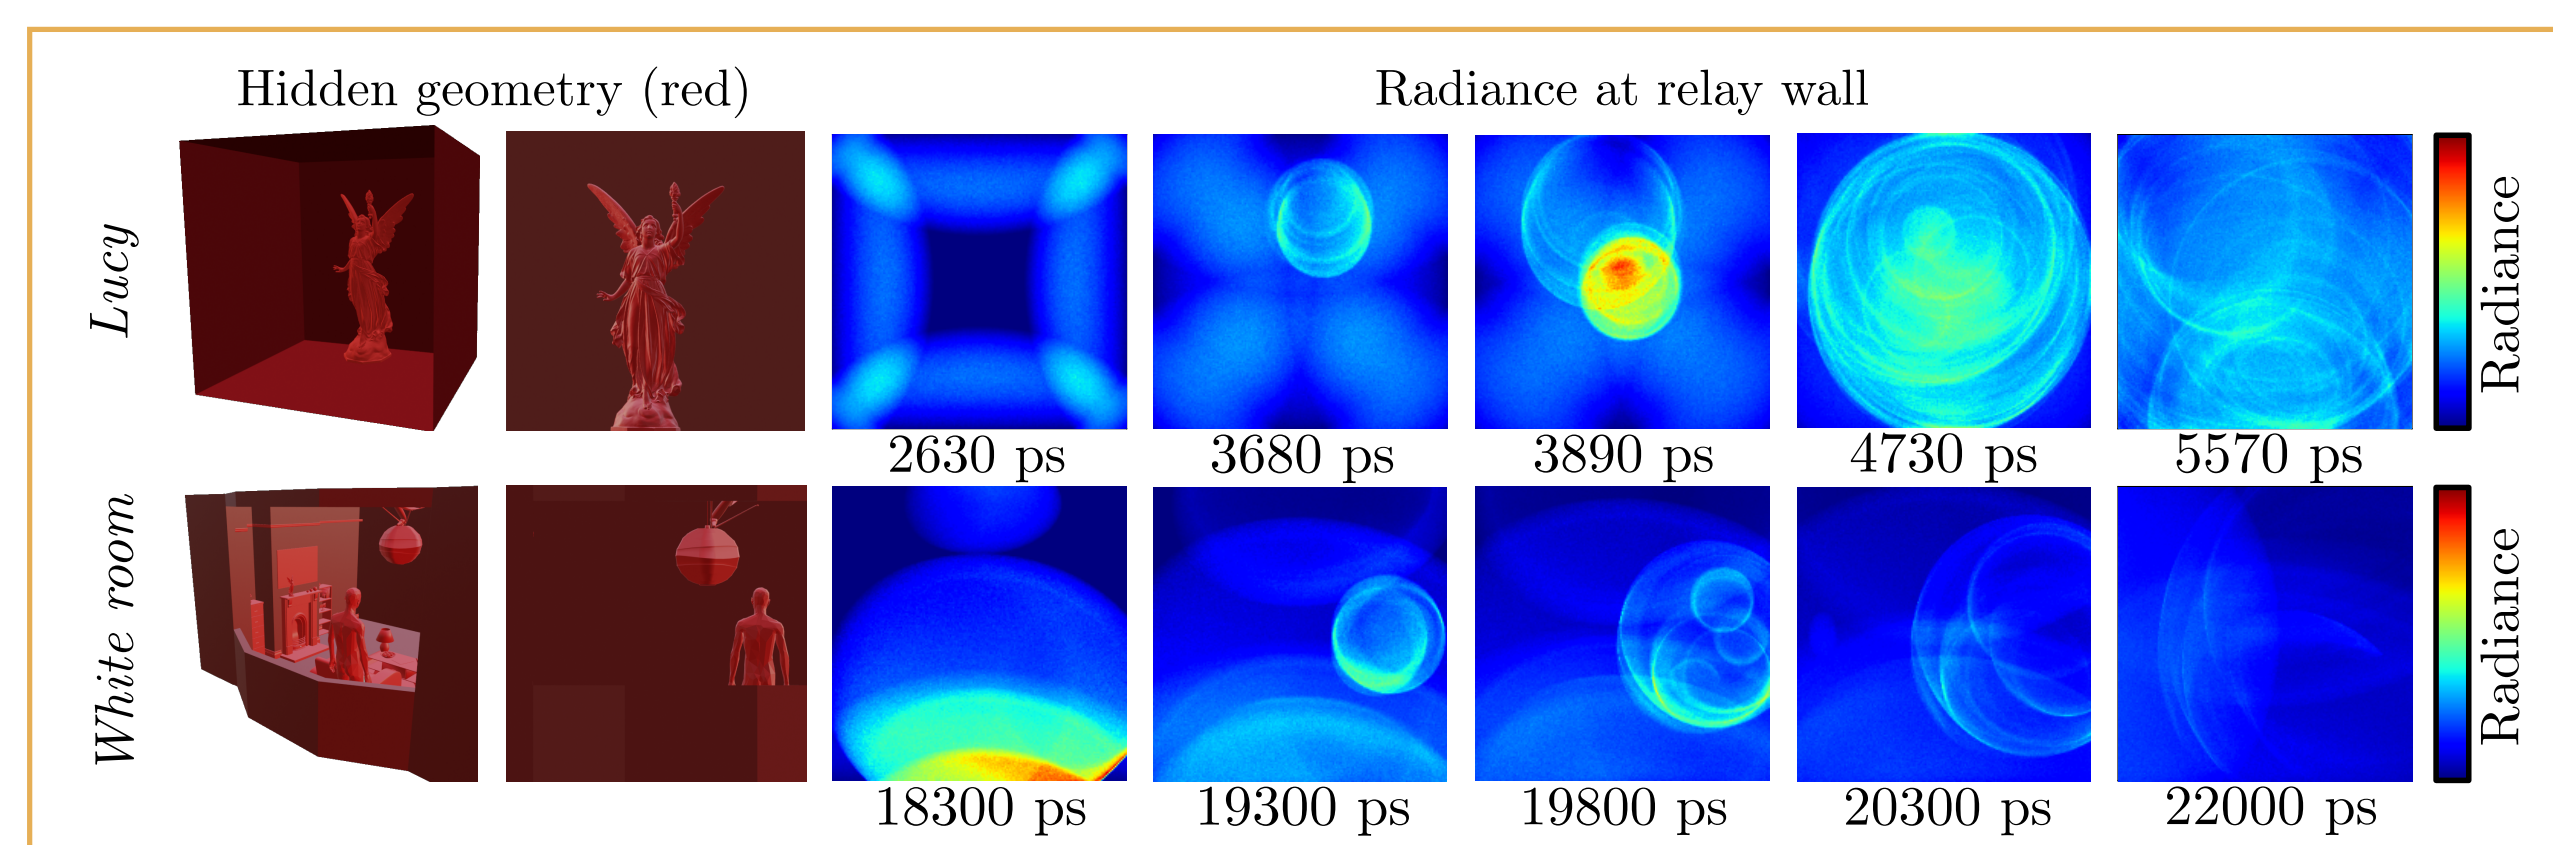 Hidden geometry (red)
Radiance at relay wall
Lucy
2630 ps
3680 ps
3890 ps
4730 ps
5570 ps
Radiance
White room
18300 ps
19300 ps
19800 ps
20300 ps
22000 ps
Radiance